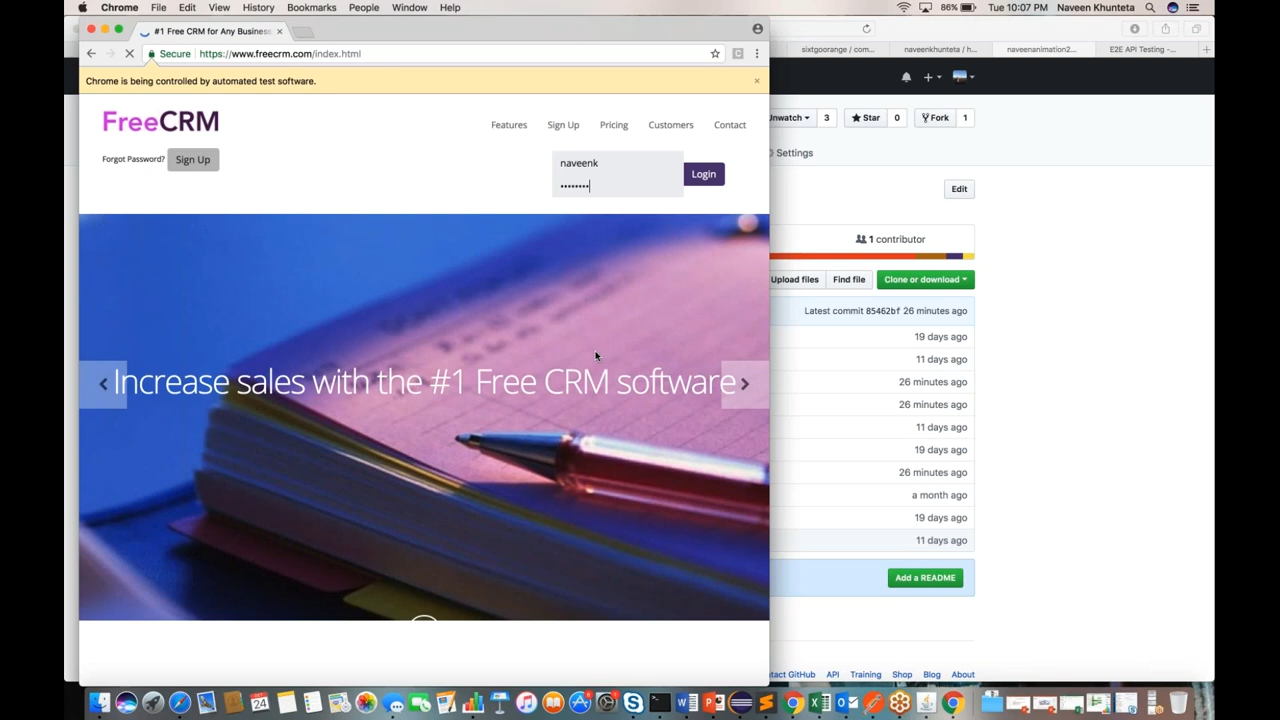 Chrome File Edit View History Bookmarks People Window Help
86% Tue 10:07 PM Naveen Khunteta
#1 Free CRM for Any Business
Secure https://www.freecrm.com/index.html
sixtgoorange / com... naveenkhunteta / h... naveenanimation2... E2E API Testing -...
Chrome is being controlled by automated test software.
FreeCRM
Features Sign Up Pricing Customers Contact
Forgot Password? Sign Up
naveenk
••••••••
Login
Unwatch 3 Star 0 Fork 1
Settings
Edit
1 contributor
Upload files Find file Clone or download
Latest commit 85462bf 26 minutes ago
19 days ago
11 days ago
26 minutes ago
26 minutes ago
11 days ago
19 days ago
26 minutes ago
a month ago
19 days ago
11 days ago
Increase sales with the #1 Free CRM software
Add a README
tact GitHub API Training Shop Blog About
OCT
24